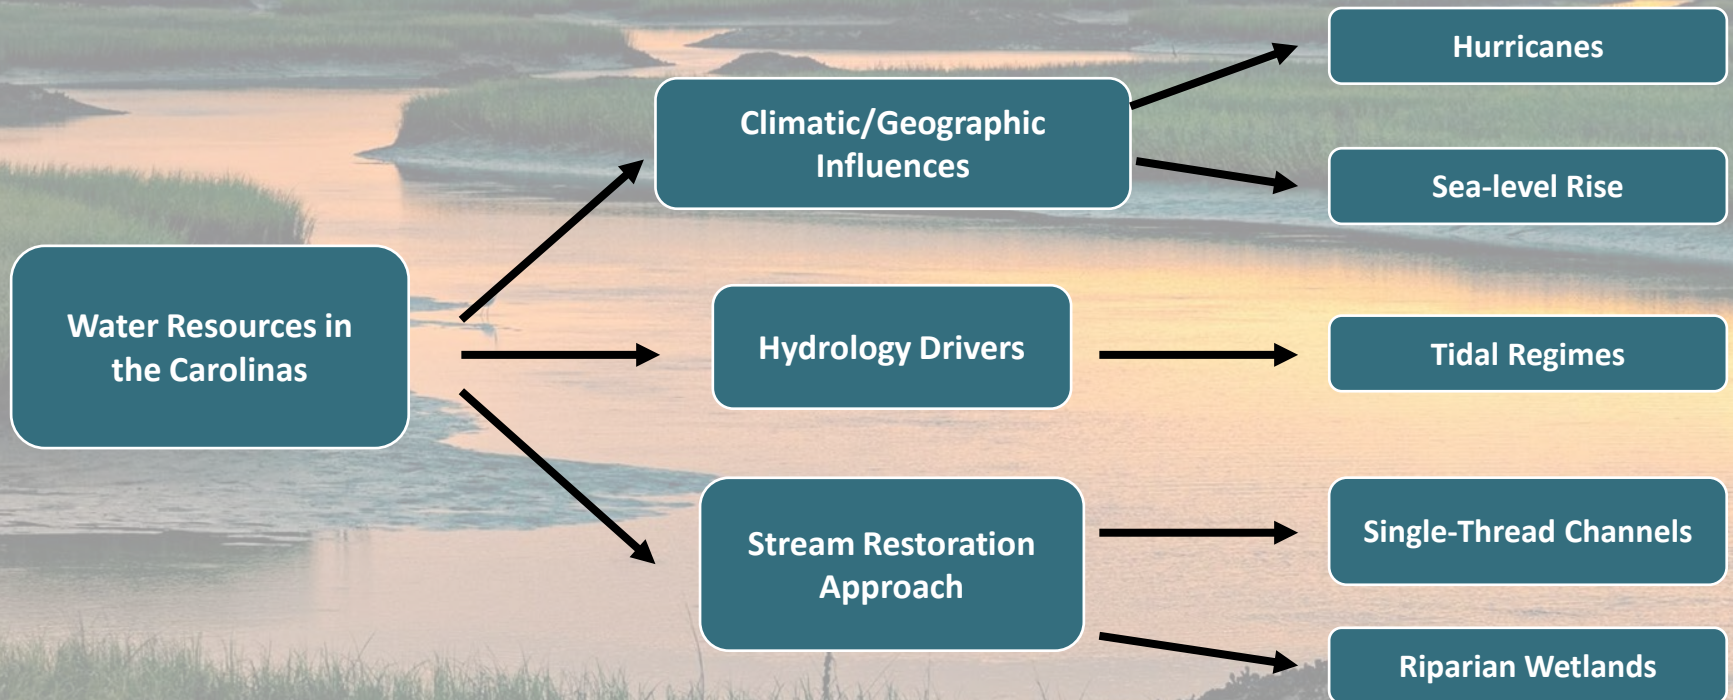 Water Resources in
the Carolinas
Climatic/Geographic
Influences
Hurricanes
Sea-level Rise
Hydrology Drivers
Tidal Regimes
Stream Restoration
Approach
Single-Thread Channels
Riparian Wetlands